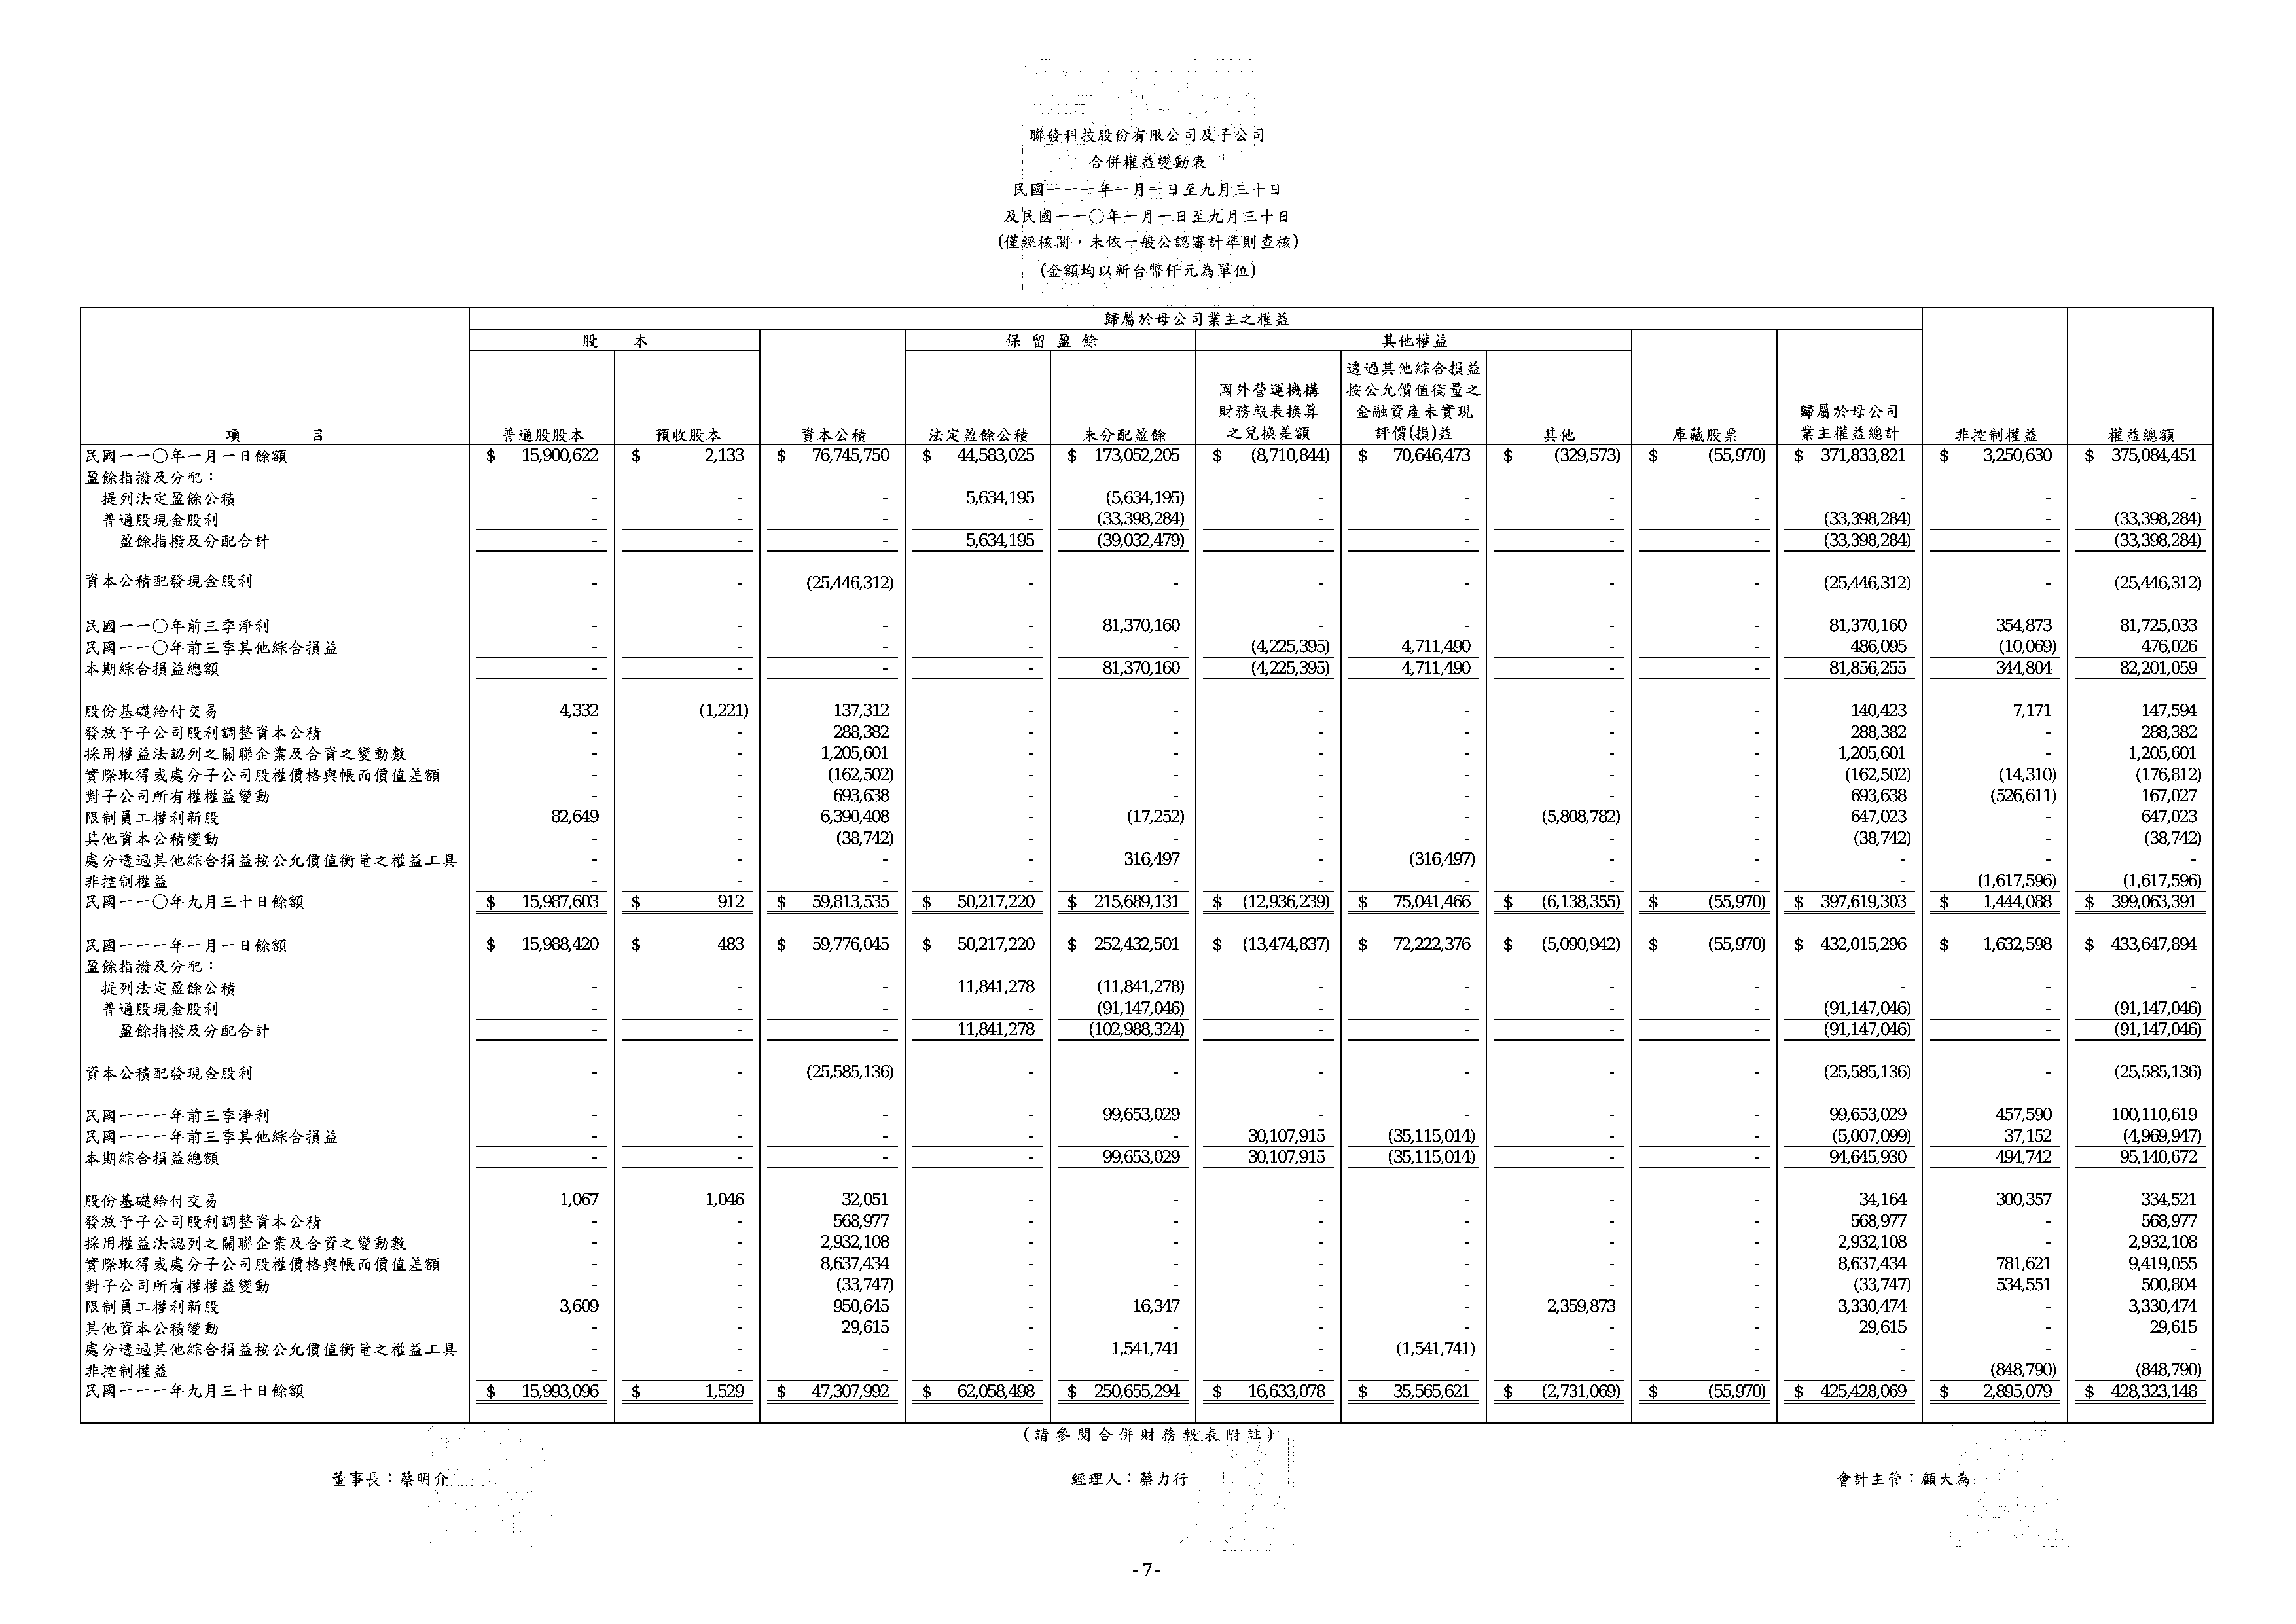 聯發科技股份有限公司及子公司
合併權益變動表
民國一一一年一月一日至九月三十日
及民國一一〇年一月一日至九月三十日
(僅經核閱，未依一般公認審計準則查核)
(金額均以新台幣仟元為單位)
歸屬於母公司業主之權益
股 本 保 留 盈 餘 其他權益
透過其他綜合損益
國外營運機構 按公允價值衡量之
財務報表換算 金融資產未實現 歸屬於母公司
項 目 普通股股本 預收股本 資本公積 法定盈餘公積 未分配盈餘 之兌換差額 評價(損)益 其他 庫藏股票 業主權益總計 非控制權益 權益總額
民國一一〇年一月一日餘額 $ 15,900,622 $ 2,133 $ 76,745,750 $ 44,583,025 $ 173,052,205 $ (8,710,844) $ 70,646,473 $ (329,573) $ (55,970) $ 371,833,821 $ 3,250,630 $ 375,084,451
盈餘指撥及分配：
提列法定盈餘公積 - - - 5,634,195 (5,634,195) - - - - - - -
普通股現金股利 - - - - (33,398,284) - - - - (33,398,284) - (33,398,284)
盈餘指撥及分配合計 - - - 5,634,195 (39,032,479) - - - - (33,398,284) - (33,398,284)
資本公積配發現金股利 - - (25,446,312) - - - - - - (25,446,312) - (25,446,312)
民國一一〇年前三季淨利 - - - - 81,370,160 - - - - 81,370,160 354,873 81,725,033
民國一一〇年前三季其他綜合損益 - - - - - (4,225,395) 4,711,490 - - 486,095 (10,069) 476,026
本期綜合損益總額 - - - - 81,370,160 (4,225,395) 4,711,490 - - 81,856,255 344,804 82,201,059
股份基礎給付交易 4,332 (1,221) 137,312 - - - - - - 140,423 7,171 147,594
發放予子公司股利調整資本公積 - - 288,382 - - - - - - 288,382 - 288,382
採用權益法認列之關聯企業及合資之變動數 - - 1,205,601 - - - - - - 1,205,601 - 1,205,601
實際取得或處分子公司股權價格與帳面價值差額 - - (162,502) - - - - - - (162,502) (14,310) (176,812)
對子公司所有權權益變動 - - 693,638 - - - - - - 693,638 (526,611) 167,027
限制員工權利新股 82,649 - 6,390,408 - (17,252) - - (5,808,782) - 647,023 - 647,023
其他資本公積變動 - - (38,742) - - - - - - (38,742) - (38,742)
處分透過其他綜合損益按公允價值衡量之權益工具 - - - - 316,497 - (316,497) - - - - -
非控制權益 - - - - - - - - - - (1,617,596) (1,617,596)
民國一一〇年九月三十日餘額 $ 15,987,603 $ 912 $ 59,813,535 $ 50,217,220 $ 215,689,131 $ (12,936,239) $ 75,041,466 $ (6,138,355) $ (55,970) $ 397,619,303 $ 1,444,088 $ 399,063,391
民國一一一年一月一日餘額 $ 15,988,420 $ 483 $ 59,776,045 $ 50,217,220 $ 252,432,501 $ (13,474,837) $ 72,222,376 $ (5,090,942) $ (55,970) $ 432,015,296 $ 1,632,598 $ 433,647,894
盈餘指撥及分配：
提列法定盈餘公積 - - - 11,841,278 (11,841,278) - - - - - - -
普通股現金股利 - - - - (91,147,046) - - - - (91,147,046) - (91,147,046)
盈餘指撥及分配合計 - - - 11,841,278 (102,988,324) - - - - (91,147,046) - (91,147,046)
資本公積配發現金股利 - - (25,585,136) - - - - - - (25,585,136) - (25,585,136)
民國一一一年前三季淨利 - - - - 99,653,029 - - - - 99,653,029 457,590 100,110,619
民國一一一年前三季其他綜合損益 - - - - - 30,107,915 (35,115,014) - - (5,007,099) 37,152 (4,969,947)
本期綜合損益總額 - - - - 99,653,029 30,107,915 (35,115,014) - - 94,645,930 494,742 95,140,672
股份基礎給付交易 1,067 1,046 32,051 - - - - - - 34,164 300,357 334,521
發放予子公司股利調整資本公積 - - 568,977 - - - - - - 568,977 - 568,977
採用權益法認列之關聯企業及合資之變動數 - - 2,932,108 - - - - - - 2,932,108 - 2,932,108
實際取得或處分子公司股權價格與帳面價值差額 - - 8,637,434 - - - - - - 8,637,434 781,621 9,419,055
對子公司所有權權益變動 - - (33,747) - - - - - - (33,747) 534,551 500,804
限制員工權利新股 3,609 - 950,645 - 16,347 - - 2,359,873 - 3,330,474 - 3,330,474
其他資本公積變動 - - 29,615 - - - - - - 29,615 - 29,615
處分透過其他綜合損益按公允價值衡量之權益工具 - - - - 1,541,741 - (1,541,741) - - - - -
非控制權益 - - - - - - - - - - (848,790) (848,790)
民國一一一年九月三十日餘額 $ 15,993,096 $ 1,529 $ 47,307,992 $ 62,058,498 $ 250,655,294 $ 16,633,078 $ 35,565,621 $ (2,731,069) $ (55,970) $ 425,428,069 $ 2,895,079 $ 428,323,148
(請參閱合併財務報表附註)
董事長：蔡明介 經理人：蔡力行 會計主管：顧大為
- 7 -